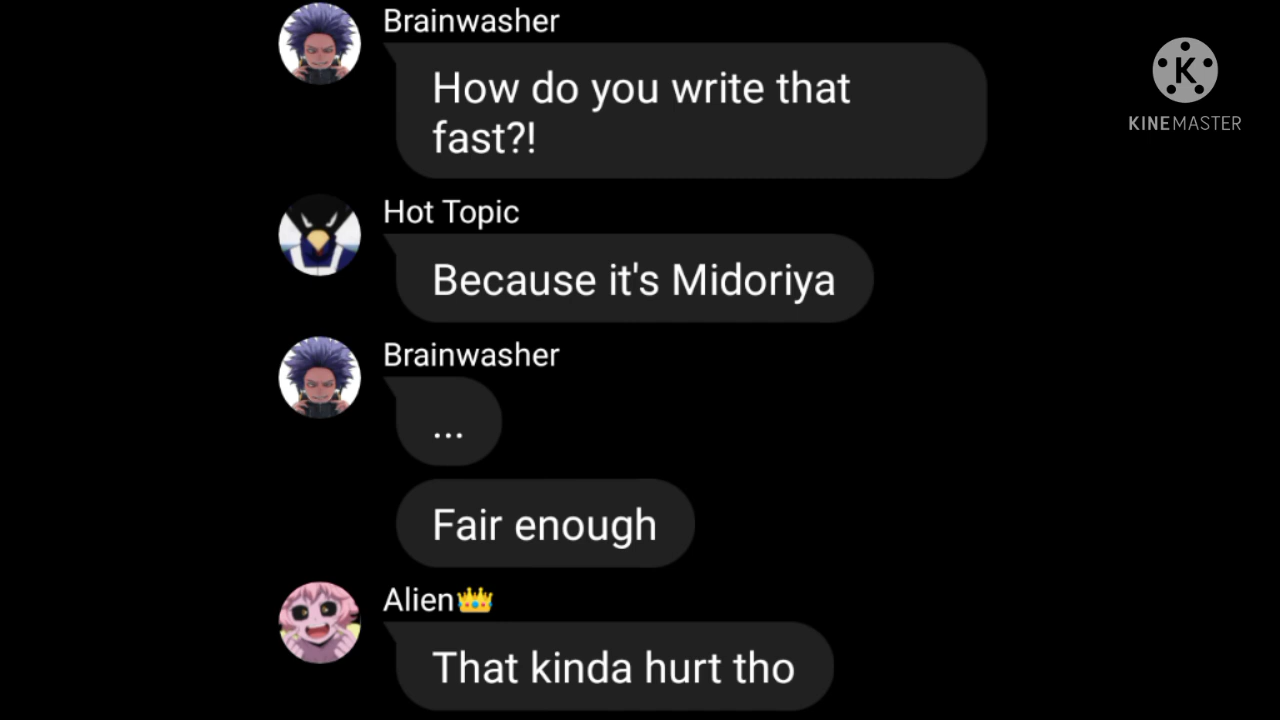 Brainwasher
How do you write that
fast?!
KINEMASTER
Hot Topic
Because it's Midoriya
Brainwasher
...
Fair enough
Alien👑
That kinda hurt tho